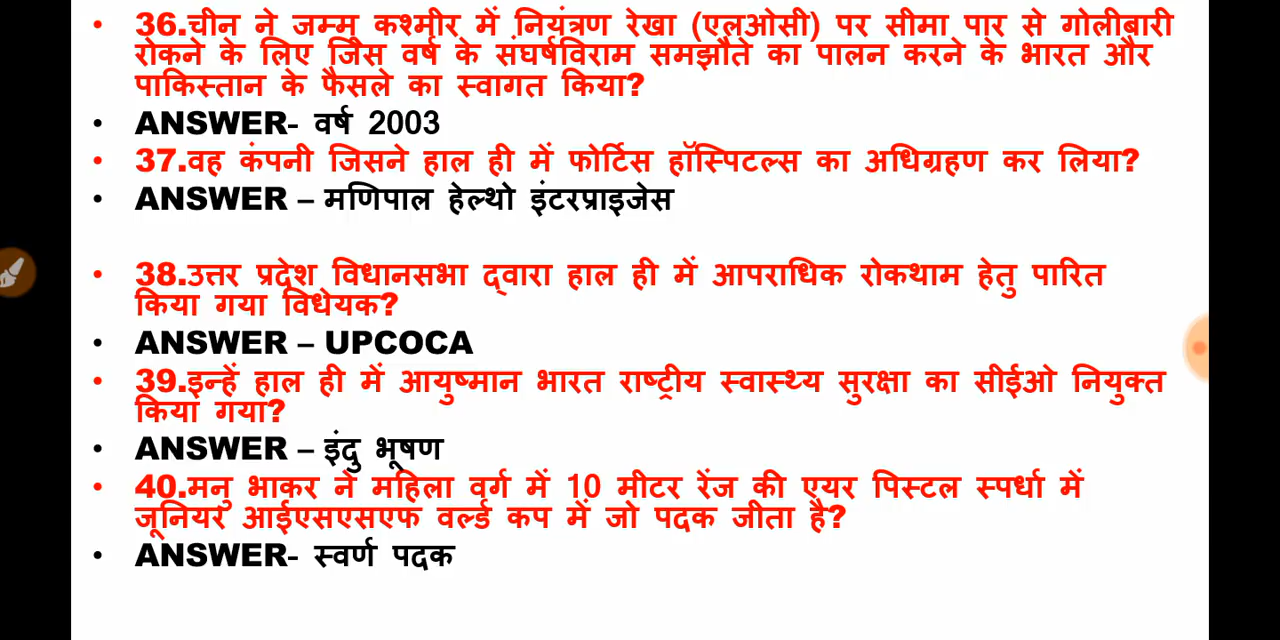 • 36.चीन ने जम्मू कश्मीर में नियंत्रण रेखा (एलओसी) पर सीमा पार से गोलीबारी
रोकने के लिए जिस वर्ष के संघर्षविराम समझौते का पालन करने के भारत और
पाकिस्तान के फैसले का स्वागत किया?
• ANSWER- वर्ष 2003
• 37.वह कंपनी जिसने हाल ही में फोर्टिस हॉस्पिटल्स का अधिग्रहण कर लिया?
• ANSWER – मणिपाल हेल्थो इंटरप्राइजेस
• 38.उत्तर प्रदेश विधानसभा द्वारा हाल ही में आपराधिक रोकथाम हेतु पारित
किया गया विधेयक?
• ANSWER – UPCOCA
• 39.इन्हें हाल ही में आयुष्मान भारत राष्ट्रीय स्वास्थ्य सुरक्षा का सीईओ नियुक्त
किया गया?
• ANSWER – इंदु भूषण
• 40.मनु भाकर ने महिला वर्ग में 10 मीटर रेंज की एयर पिस्टल स्पर्धा में
जूनियर आईएसएसएफ वर्ल्ड कप में जो पदक जीता है?
• ANSWER- स्वर्ण पदक